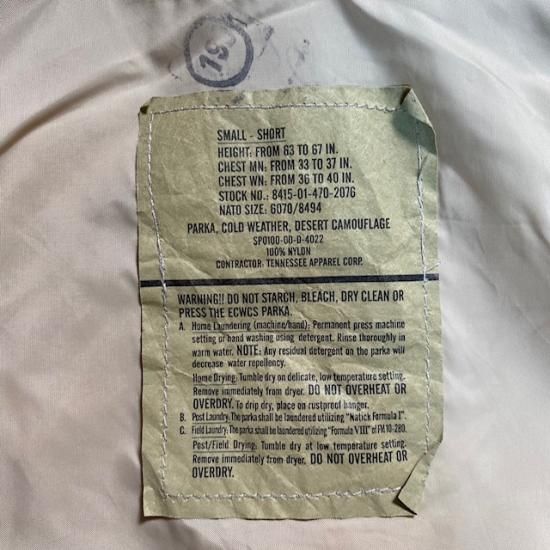 SMALL - SHORT
HEIGHT: FROM 63 TO 67 IN.
CHEST MN: FROM 33 TO 37 IN.
CHEST WN: FROM 36 TO 40 IN.
STOCK NO.: 8415-01-470-2076
NATO SIZE: 6070/8494
PARKA, COLD WEATHER, DESERT CAMOUFLAGE
SPO100-00-D-4022
100% NYLON
CONTRACTOR: TENNESSEE APPAREL CORP.
WARNING!! DO NOT STARCH, BLEACH, DRY CLEAN OR
PRESS THE ECWCS PARKA.
A. Home Laundering (machine/hand): Permanent press machine
setting or hand washing using detergent. Rinse thoroughly in
warm water. NOTE: Any residual detergent on the parka will
decrease water repellency.
Home Drying: Tumble dry on delicate, low temperature setting.
Remove immediately from dryer. DO NOT OVERHEAT OR
OVERDRY. To drip dry, place on rustproof hanger.
B. Post Laundry: The parka shall be laundered utilizing "Natick Formula I".
C. Field Laundry: The parka shall be laundered utilizing "Formula VIII" of FM 10-280.
Post/Field Drying: Tumble dry at low temperature setting.
Remove immediately from dryer. DO NOT OVERHEAT OR
OVERDRY.